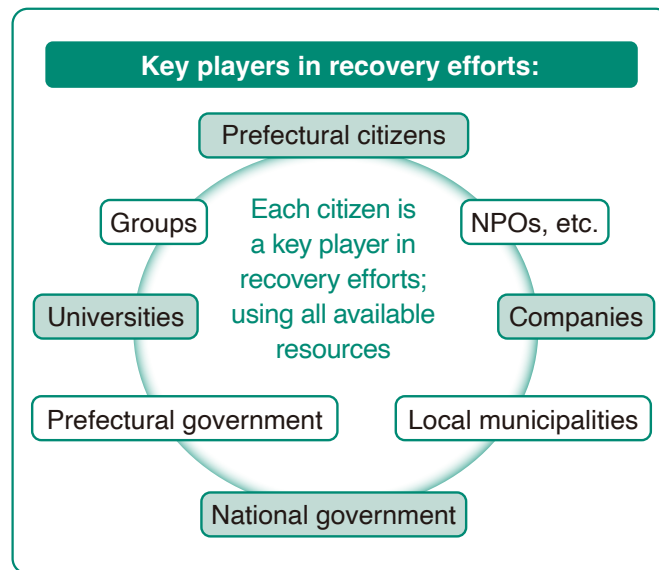 Key players in recovery efforts:
Prefectural citizens
Groups
NPOs, etc.
Each citizen is
a key player in
recovery efforts;
using all available
resources
Universities
Companies
Prefectural government
Local municipalities
National government